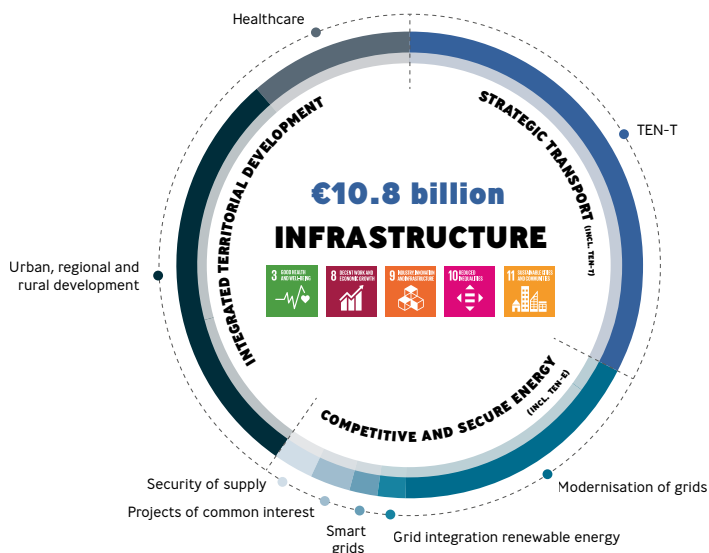 Healthcare
TEN-T
STRATEGIC TRANSPORT (INCL. TEN-T)
INTEGRATED TERRITORIAL DEVELOPMENT
€10.8 billion
INFRASTRUCTURE
3 GOOD HEALTH
AND WELL-BEING
8 DECENT WORK AND
ECONOMIC GROWTH
9 INDUSTRY, INNOVATION
AND INFRASTRUCTURE
10 REDUCED
INEQUALITIES
11 SUSTAINABLE CITIES
AND COMMUNITIES
Urban, regional and
rural development
COMPETITIVE AND SECURE ENERGY
(INCL. TEN-E)
Security of supply
Projects of common interest
Smart
grids
Grid integration renewable energy
Modernisation of grids